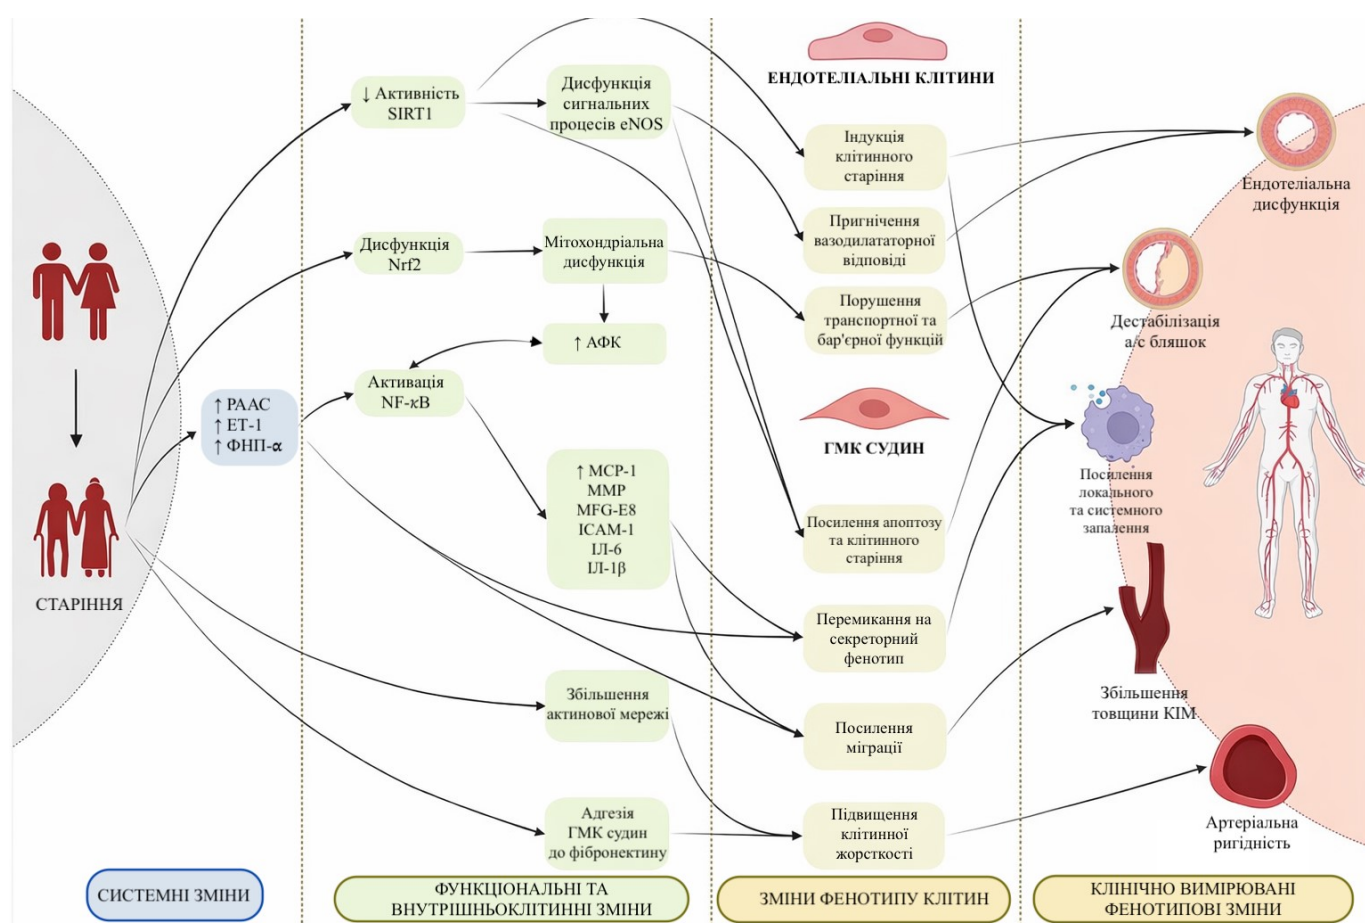 СТАРІННЯ
↑ РААС
↑ ЕТ-1
↑ ФНП-α
СИСТЕМНІ ЗМІНИ
↓ Активність
SIRT1
Дисфункція
сигнальних
процесів eNOS
Дисфункція
Nrf2
Мітохондріальна
дисфункція
↑ АФК
Активація
NF-κB
↑ MCP-1
MMP
MFG-E8
ICAM-1
ІЛ-6
ІЛ-1β
Збільшення
актинової мережі
Адгезія
ГМК судин
до фібронектину
ФУНКЦІОНАЛЬНІ ТА
ВНУТРІШНЬОКЛІТИННІ ЗМІНИ
ЕНДОТЕЛІАЛЬНІ КЛІТИНИ
Індукція
клітинного
старіння
Пригнічення
вазодилататорної
відповіді
Порушення
транспортної та
бар'єрної функцій
ГМК СУДИН
Посилення апоптозу
та клітинного
старіння
Перемикання на
секреторний
фенотип
Посилення
міграції
Підвищення
клітинної
жорсткості
ЗМІНИ ФЕНОТИПУ КЛІТИН
Ендотеліальна
дисфункція
Дестабілізація
а/с бляшок
Посилення
локального
та системного
запалення
Збільшення
товщини КІМ
Артеріальна
ригідність
КЛІНІЧНО ВИМІРЮВАНІ
ФЕНОТИПОВІ ЗМІНИ